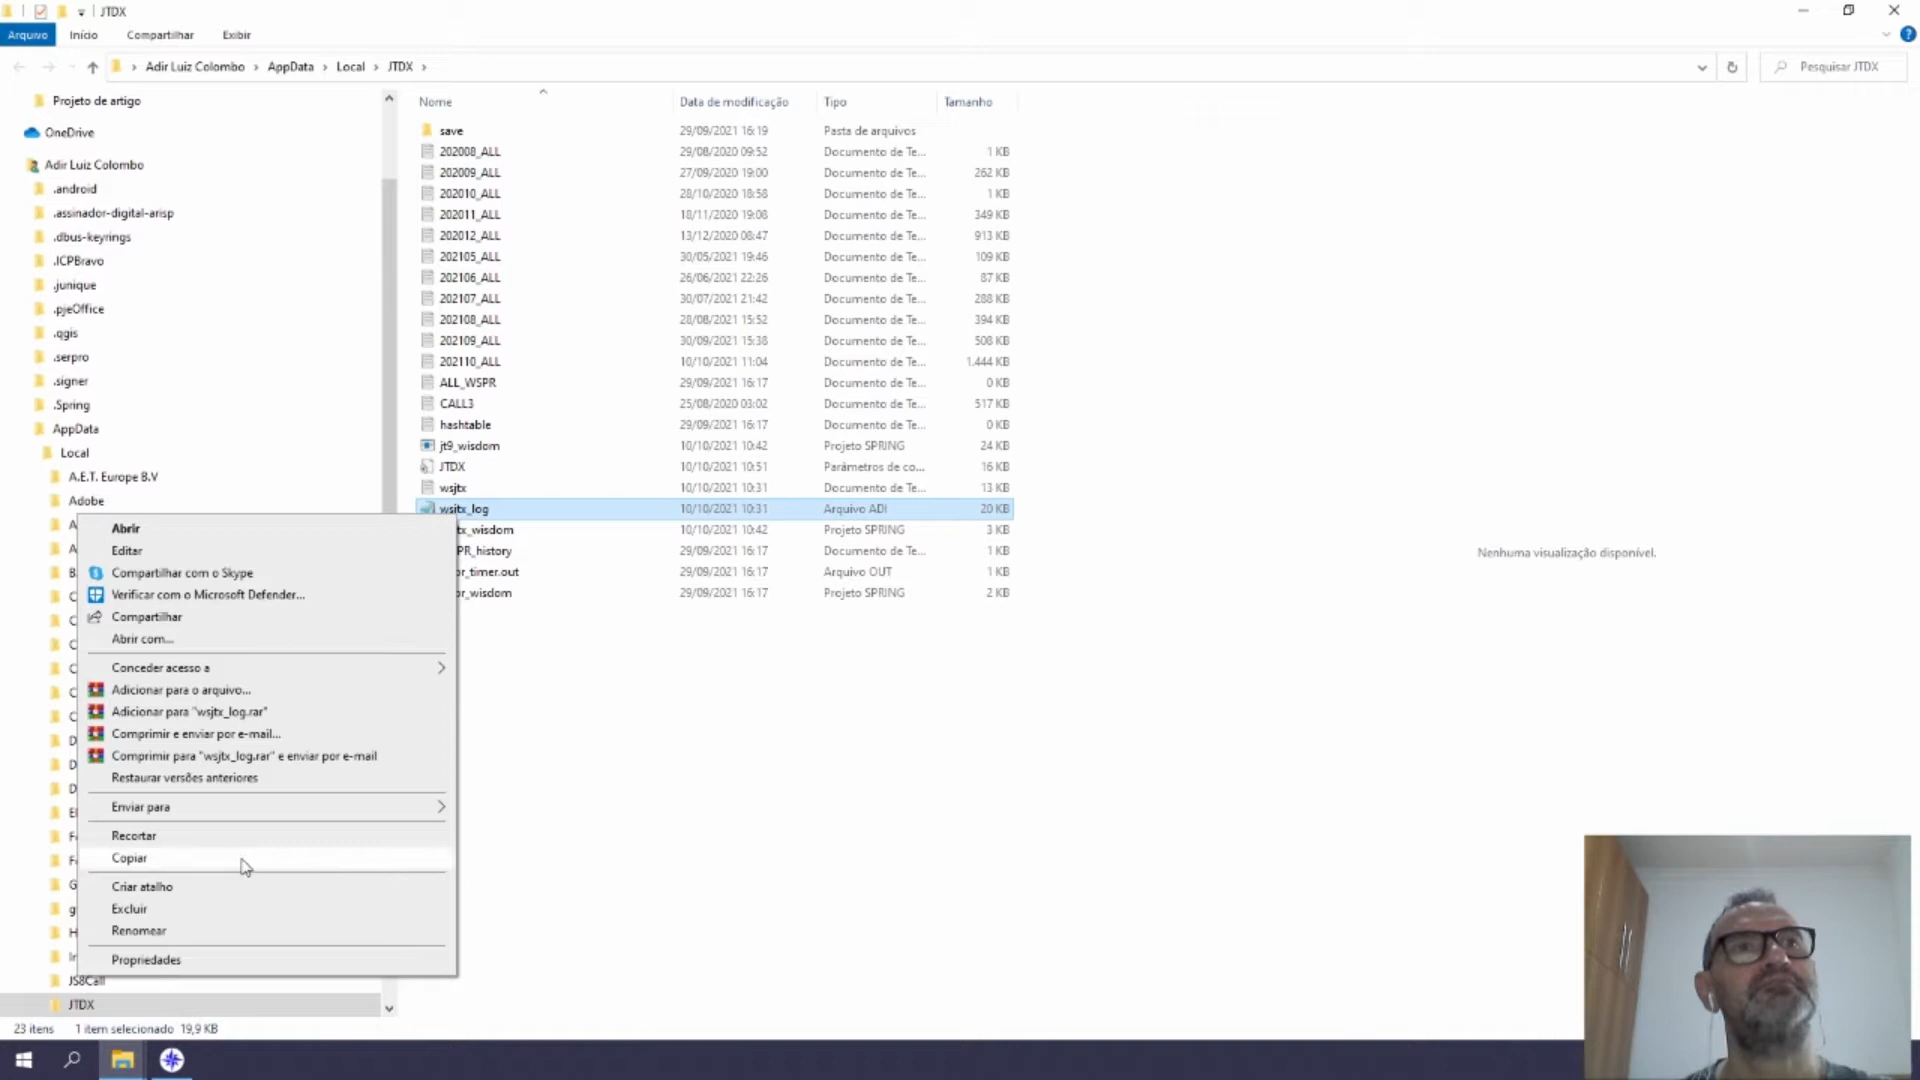 JTDX
Arquivo Início Compartilhar Exibir
Adir Luiz Colombo AppData Local JTDX Pesquisar JTDX
Projeto de artigo
OneDrive
Adir Luiz Colombo
.android
.assinador-digital-arisp
.dbus-keyrings
.ICPBravo
.junique
.pjeOffice
.qgis
.serpro
.signer
.Spring
AppData
Local
A.E.T. Europe B.V
Adobe
Nome Data de modificação Tipo Tamanho
save 29/09/2021 16:19 Pasta de arquivos
202008_ALL 29/08/2020 09:52 Documento de Te... 1 KB
202009_ALL 27/09/2020 19:00 Documento de Te... 262 KB
202010_ALL 28/10/2020 18:58 Documento de Te... 1 KB
202011_ALL 18/11/2020 19:08 Documento de Te... 349 KB
202012_ALL 13/12/2020 08:47 Documento de Te... 913 KB
202105_ALL 30/05/2021 19:46 Documento de Te... 109 KB
202106_ALL 26/06/2021 22:26 Documento de Te... 87 KB
202107_ALL 30/07/2021 21:42 Documento de Te... 288 KB
202108_ALL 28/08/2021 15:52 Documento de Te... 394 KB
202109_ALL 30/09/2021 15:38 Documento de Te... 508 KB
202110_ALL 10/10/2021 11:04 Documento de Te... 1.444 KB
ALL_WSPR 29/09/2021 16:17 Documento de Te... 0 KB
CALL3 25/08/2020 03:02 Documento de Te... 517 KB
hashtable 29/09/2021 16:17 Documento de Te... 0 KB
jt9_wisdom 10/10/2021 10:42 Projeto SPRING 24 KB
JTDX 10/10/2021 10:51 Parâmetros de co... 16 KB
wsjtx 10/10/2021 10:31 Documento de Te... 13 KB
wsjtx_log 10/10/2021 10:31 Arquivo ADI 20 KB
tx_wisdom 10/10/2021 10:42 Projeto SPRING 3 KB
PR_history 29/09/2021 16:17 Documento de Te... 1 KB
or_timer.out 29/09/2021 16:17 Arquivo OUT 1 KB
or_wisdom 29/09/2021 16:17 Projeto SPRING 2 KB
Abrir
Editar
Compartilhar com o Skype
Verificar com o Microsoft Defender...
Compartilhar
Abrir com...
Conceder acesso a
Adicionar para o arquivo...
Adicionar para "wsjtx_log.rar"
Comprimir e enviar por e-mail...
Comprimir para "wsjtx_log.rar" e enviar por e-mail
Restaurar versões anteriores
Enviar para
Recortar
Copiar
Criar atalho
Excluir
Renomear
Propriedades
JS8Call
JTDX
Nenhuma visualização disponível.
23 itens 1 item selecionado 19,9 KB